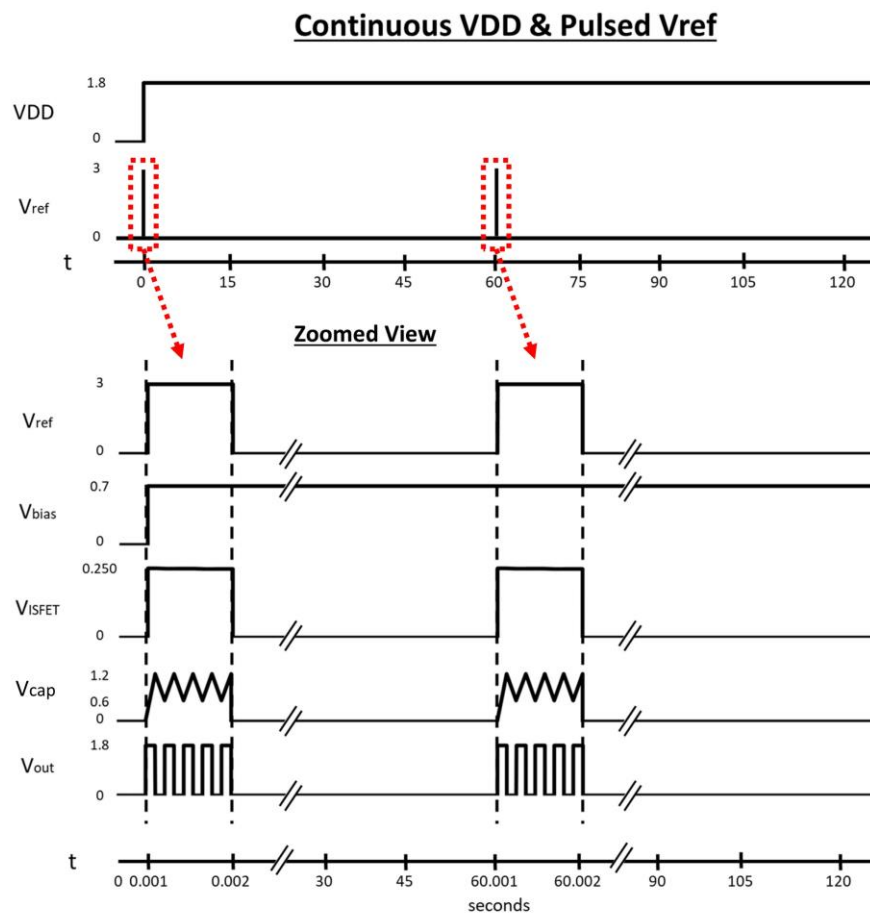 Continuous VDD & Pulsed Vref
1.8
VDD
0
3
Vref
0
t
0 15 30 45 60 75 90 105 120
Zoomed View
3
Vref
0
0.7
Vbias
0
0.250
VISFET
0
1.2
Vcap
0.6
0
1.8
Vout
0
t
0 0.001 0.002 30 45 60.001 60.002 90 105 120
seconds